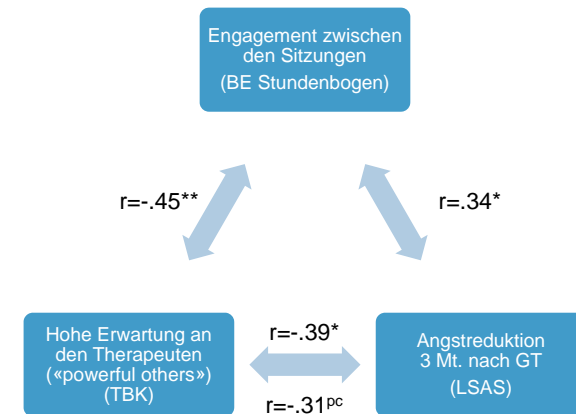 Engagement zwischen
den Sitzungen
(BE Stundenbogen)
r=-.45**
r=.34*
Hohe Erwartung an
den Therapeuten
(«powerful others»)
(TBK)
r=-.39*
r=-.31pc
Angstreduktion
3 Mt. nach GT
(LSAS)